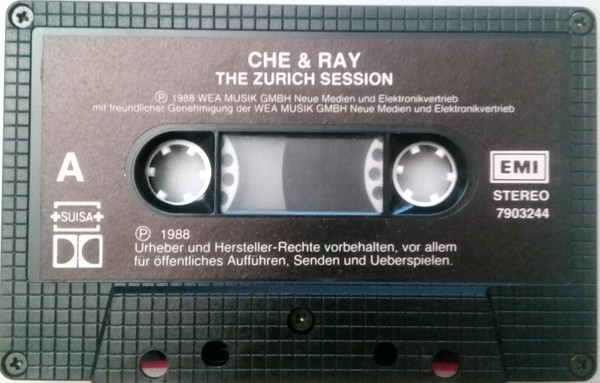 CHE & RAY
THE ZURICH SESSION
Ⓟ 1988 WEA MUSIK GMBH Neue Medien und Elektronikvertrieb
mit freundlicher Genehmigung der WEA MUSIK GMBH Neue Medien und Elektronikvertrieb
A
EMI
STEREO
7903244
SUISA
Ⓟ 1988
Urheber und Hersteller-Rechte vorbehalten, vor allem
für öffentliches Aufführen, Senden und Ueberspielen.